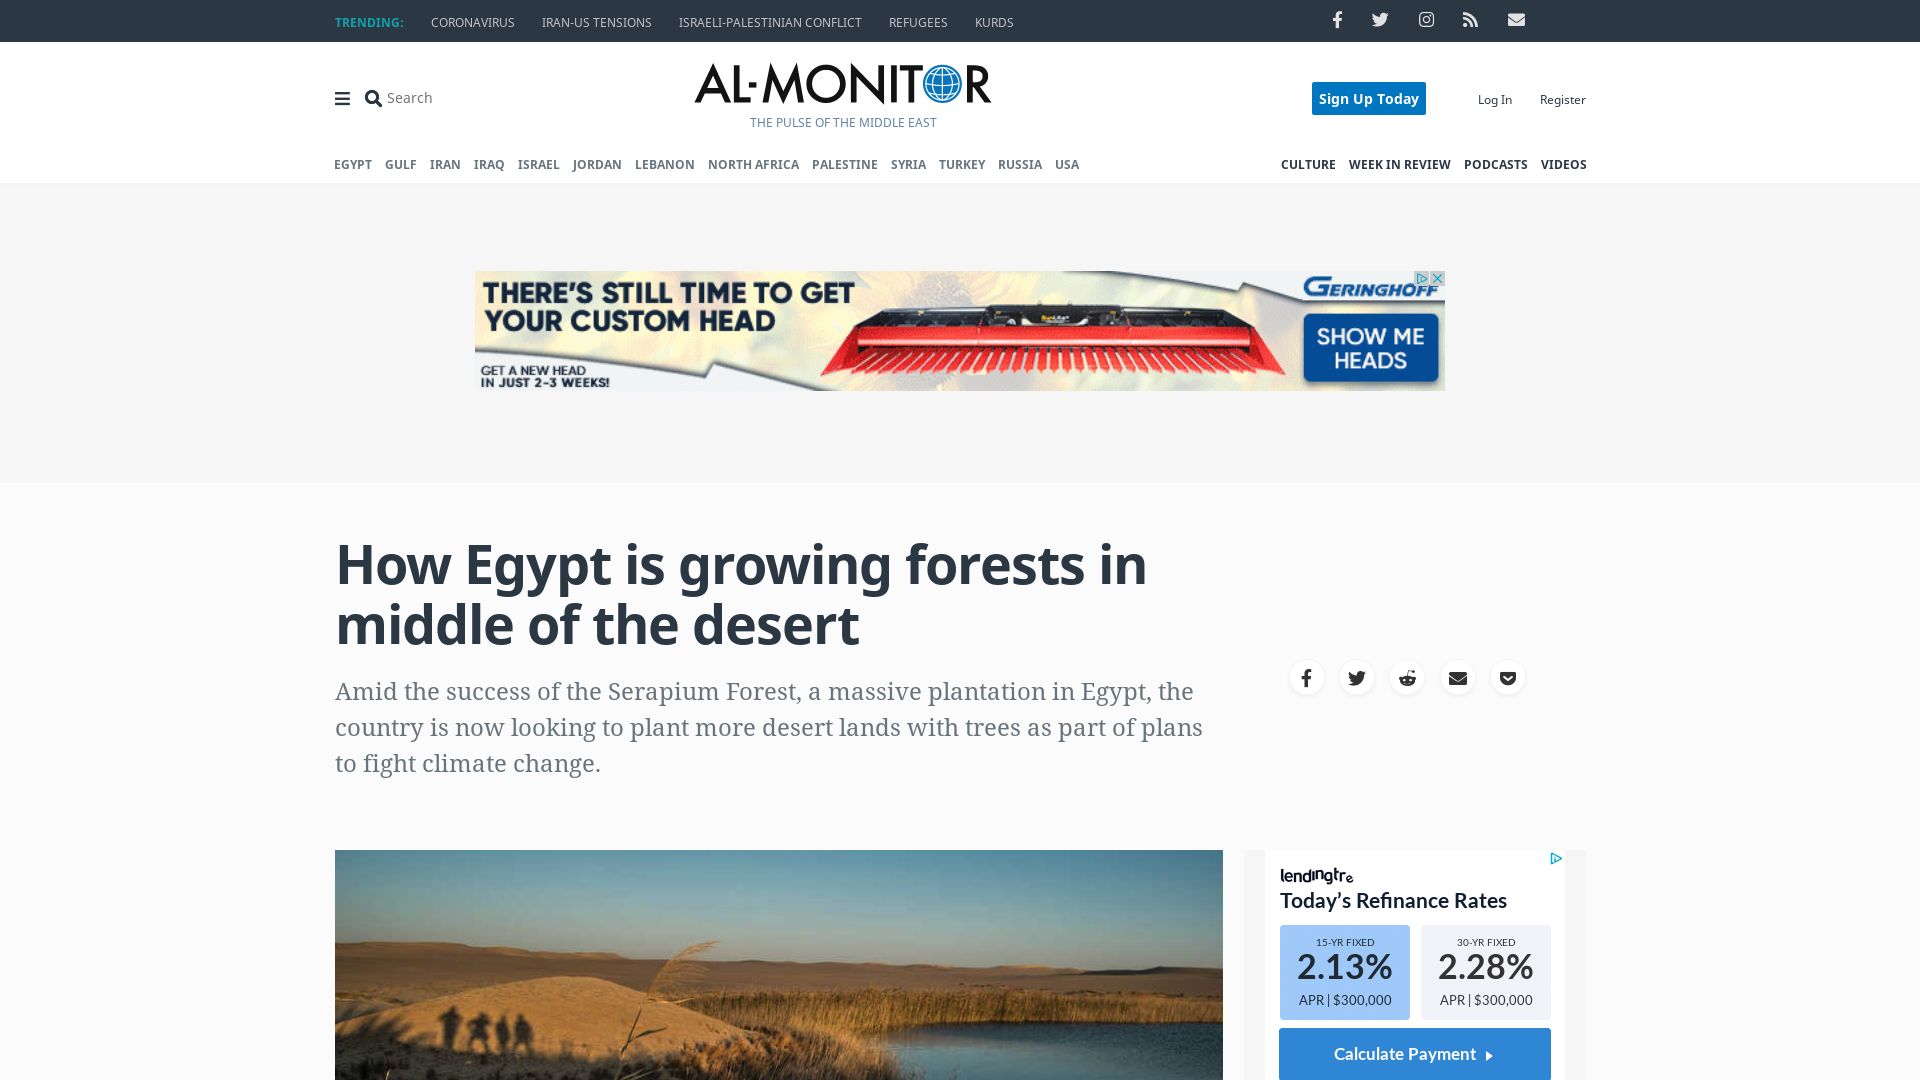 TRENDING: CORONAVIRUS IRAN-US TENSIONS ISRAELI-PALESTINIAN CONFLICT REFUGEES KURDS
Search
AL-MONITOR
THE PULSE OF THE MIDDLE EAST
Sign Up Today
Log In
Register
EGYPT GULF IRAN IRAQ ISRAEL JORDAN LEBANON NORTH AFRICA PALESTINE SYRIA TURKEY RUSSIA USA
CULTURE WEEK IN REVIEW PODCASTS VIDEOS
THERE'S STILL TIME TO GET
YOUR CUSTOM HEAD
GET A NEW HEAD
IN JUST 2-3 WEEKS!
GERINGHOFF
SHOW ME
HEADS
How Egypt is growing forests in
middle of the desert
Amid the success of the Serapium Forest, a massive plantation in Egypt, the
country is now looking to plant more desert lands with trees as part of plans
to fight climate change.
lendingtree
Today’s Refinance Rates
15-YR FIXED
2.13%
APR | $300,000
30-YR FIXED
2.28%
APR | $300,000
Calculate Payment